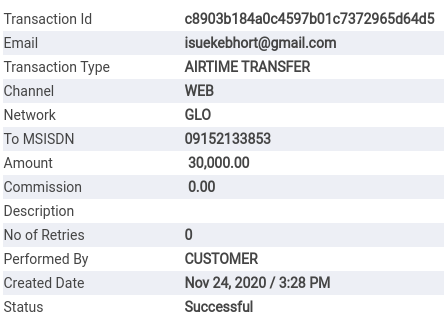 Transaction Id c8903b184a0c4597b01c7372965d64d5
Email isuekebhort@gmail.com
Transaction Type AIRTIME TRANSFER
Channel WEB
Network GLO
To MSISDN 09152133853
Amount 30,000.00
Commission 0.00
Description
No of Retries 0
Performed By CUSTOMER
Created Date Nov 24, 2020 / 3:28 PM
Status Successful